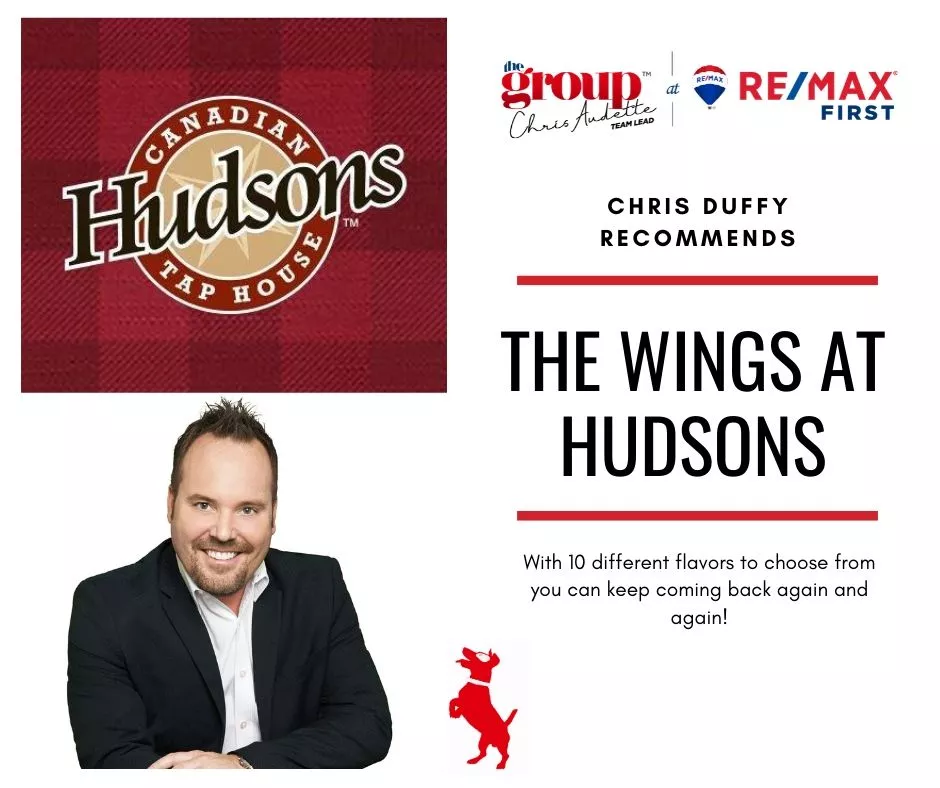 CANADIAN
Hudsons
TM
TAP HOUSE
the
group™
Chris Audette
TEAM LEAD
at
RE/MAX
RE/MAX®
FIRST
CHRIS DUFFY
RECOMMENDS
THE WINGS AT
HUDSONS
With 10 different flavors to choose from
you can keep coming back again and
again!